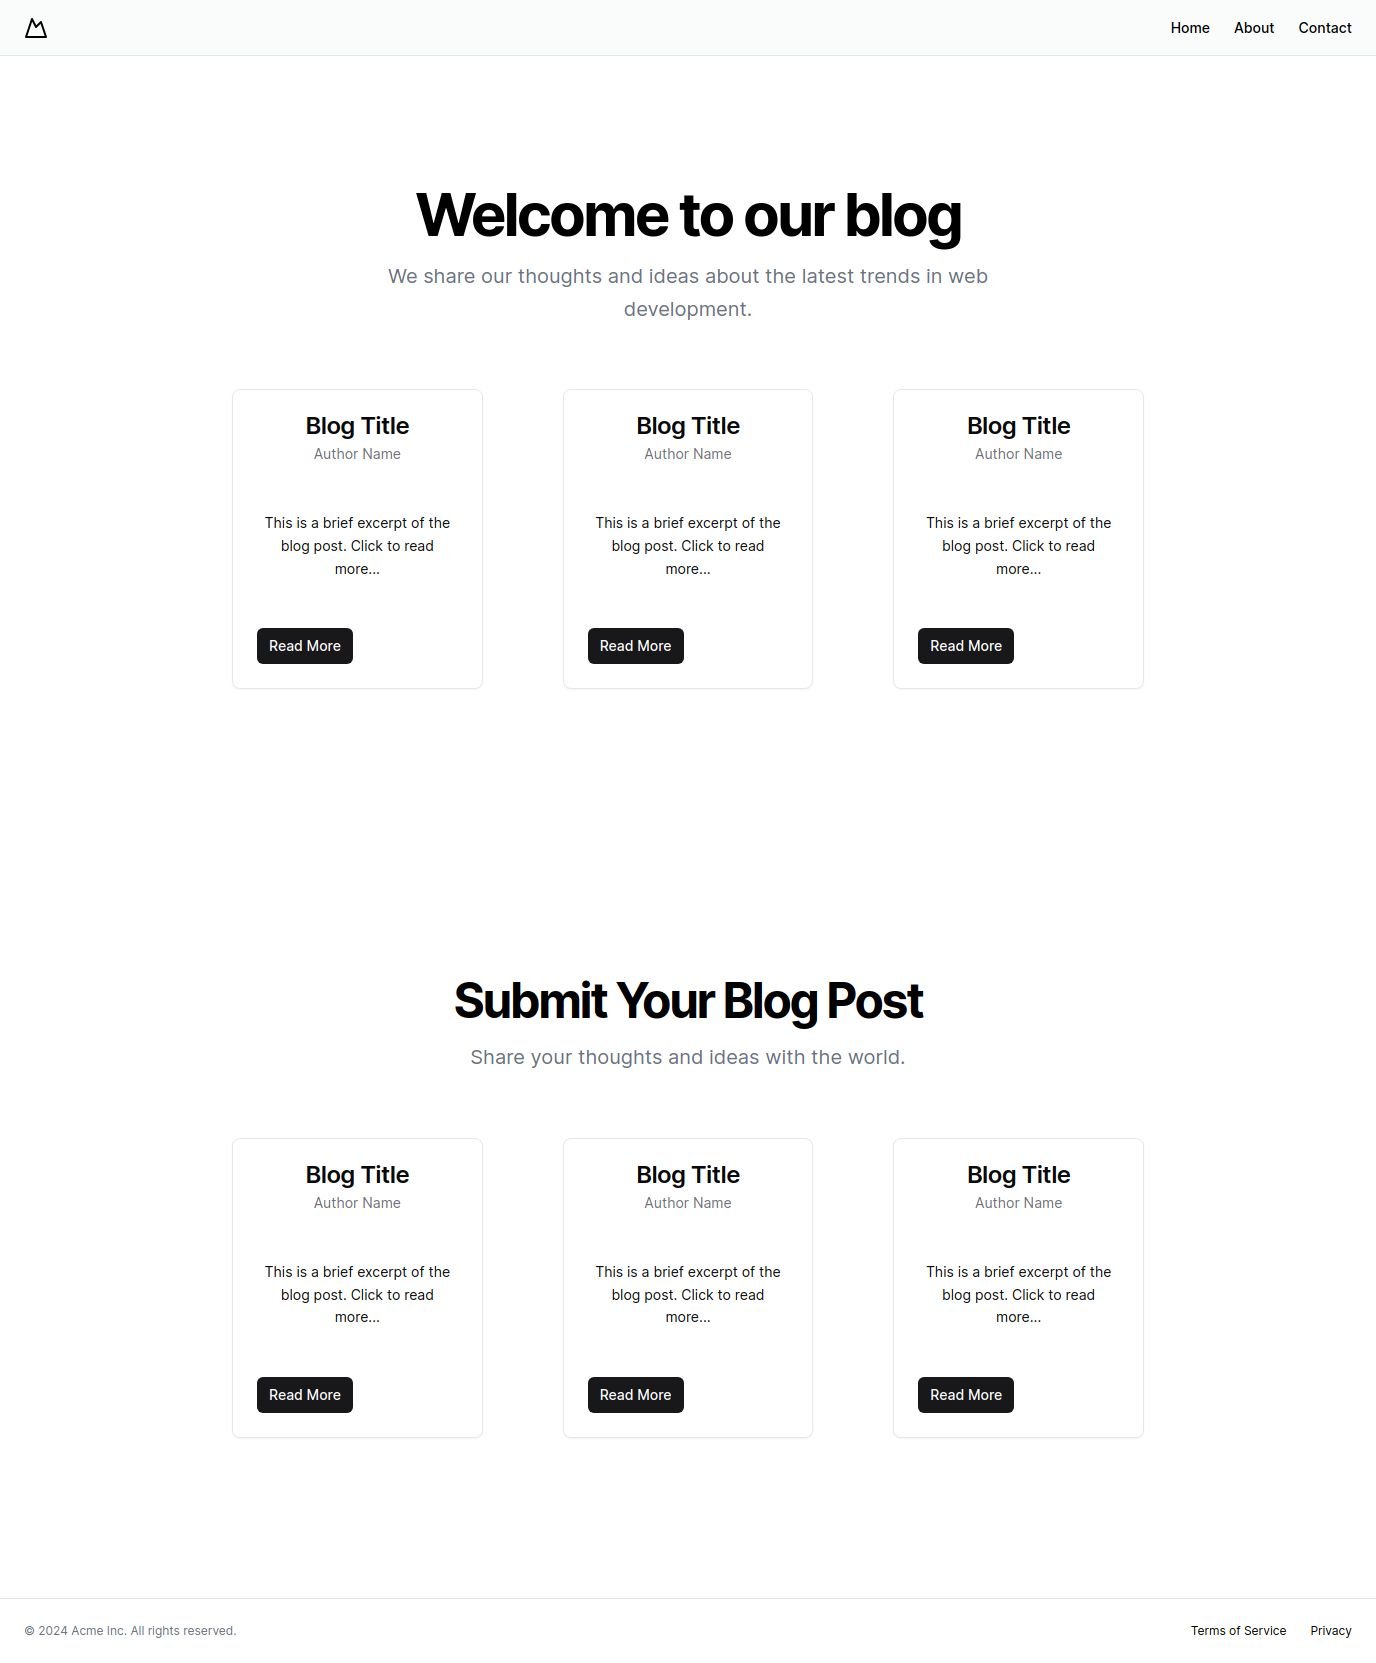 Home About Contact
Welcome to our blog
We share our thoughts and ideas about the latest trends in web
development.
Blog Title
Author Name
This is a brief excerpt of the
blog post. Click to read
more...
Read More
Blog Title
Author Name
This is a brief excerpt of the
blog post. Click to read
more...
Read More
Blog Title
Author Name
This is a brief excerpt of the
blog post. Click to read
more...
Read More
Submit Your Blog Post
Share your thoughts and ideas with the world.
Blog Title
Author Name
This is a brief excerpt of the
blog post. Click to read
more...
Read More
Blog Title
Author Name
This is a brief excerpt of the
blog post. Click to read
more...
Read More
Blog Title
Author Name
This is a brief excerpt of the
blog post. Click to read
more...
Read More
© 2024 Acme Inc. All rights reserved.
Terms of Service Privacy